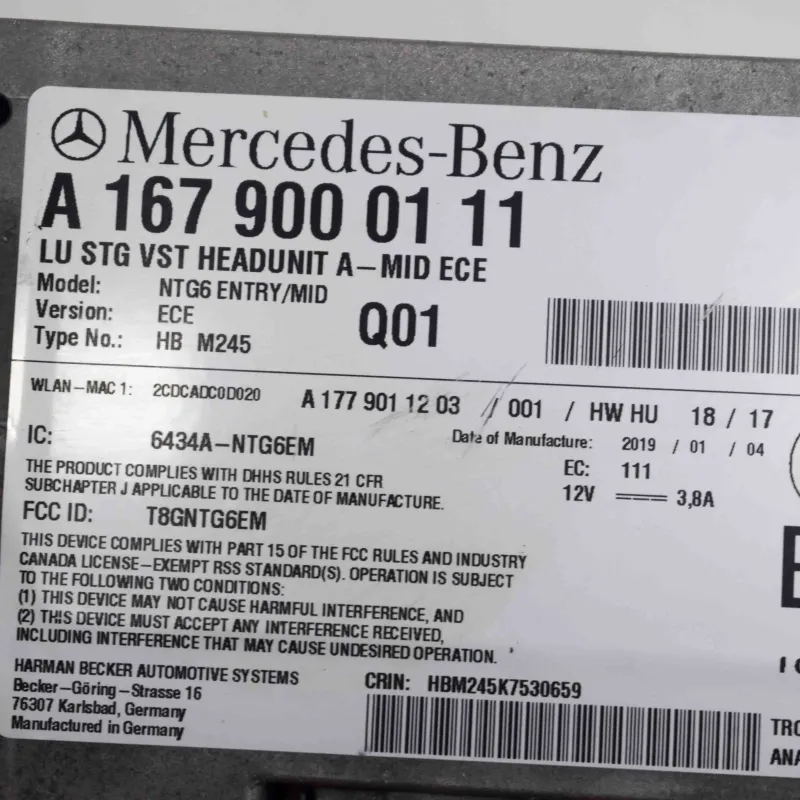 Mercedes-Benz
A 167 900 01 11
LU STG VST HEADUNIT A-MID ECE
Model: NTG6 ENTRY/MID
Version: ECE
Type No.: HB M245
Q01
WLAN-MAC 1: 2CDCADC0D020
A 177 901 12 03 / 001 / HW HU 18 / 17
IC: 6434A-NTG6EM
Date of Manufacture: 2019 / 01 / 04
EC: 111
12V 3,8A
THE PRODUCT COMPLIES WITH DHHS RULES 21 CFR
SUBCHAPTER J APPLICABLE TO THE DATE OF MANUFACTURE.
FCC ID: T8GNTG6EM
THIS DEVICE COMPLIES WITH PART 15 OF THE FCC RULES AND INDUSTRY
CANADA LICENSE-EXEMPT RSS STANDARD(S). OPERATION IS SUBJECT
TO THE FOLLOWING TWO CONDITIONS:
(1) THIS DEVICE MAY NOT CAUSE HARMFUL INTERFERENCE, AND
(2) THIS DEVICE MUST ACCEPT ANY INTERFERENCE RECEIVED,
INCLUDING INTERFERENCE THAT MAY CAUSE UNDESIRED OPERATION.
HARMAN BECKER AUTOMOTIVE SYSTEMS
Becker-Göring-Strasse 16
76307 Karlsbad, Germany
Manufactured in Germany
CRIN: HBM245K7530659
TRC
ANA